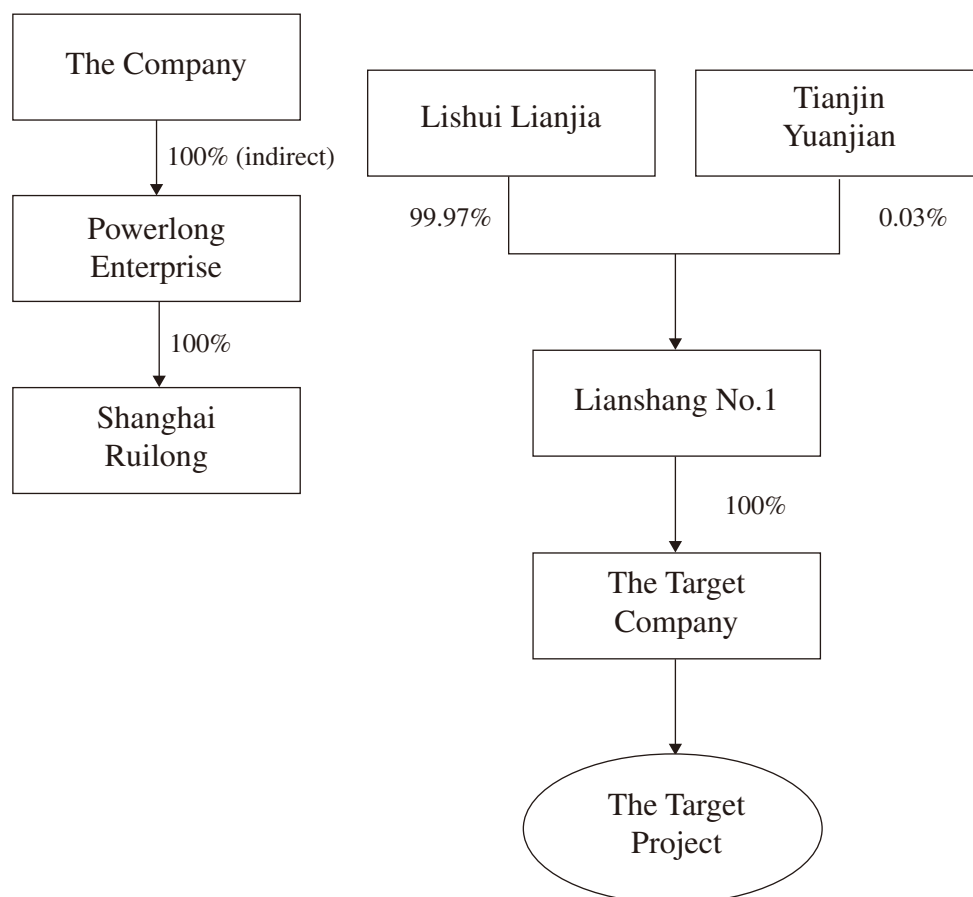 The Company
100% (indirect)
Powerlong
Enterprise
100%
Shanghai
Ruilong
Lishui Lianjia
Tianjin
Yuanjian
99.97%
0.03%
Lianshang No.1
100%
The Target
Company
The Target
Project